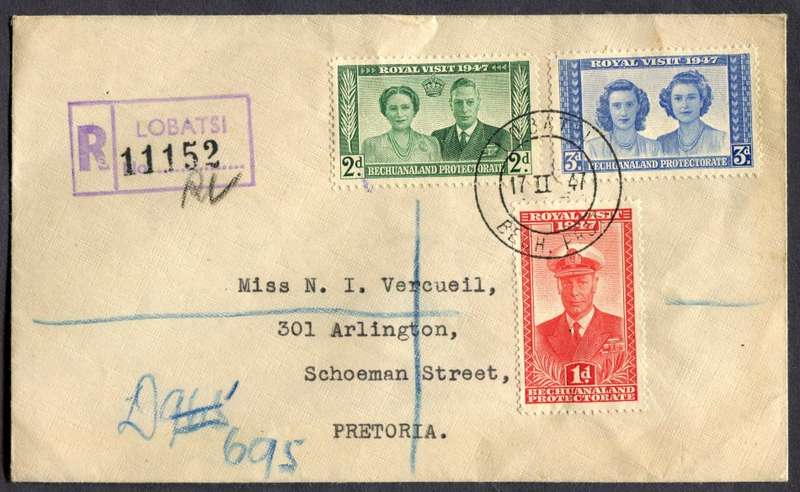 ROYAL VISIT 1947
2d. 2d.
BECHUANALAND PROTECTORATE
ROYAL VISIT 1947
3d. 3d.
BECHUANALAND PROTECTORATE
R LOBATSI
11152
17 II 47
ROYAL VISIT
1947
1d.
BECHUANALAND
PROTECTORATE
Miss N. I. Vercueil,
301 Arlington,
Schoeman Street,
PRETORIA.
695